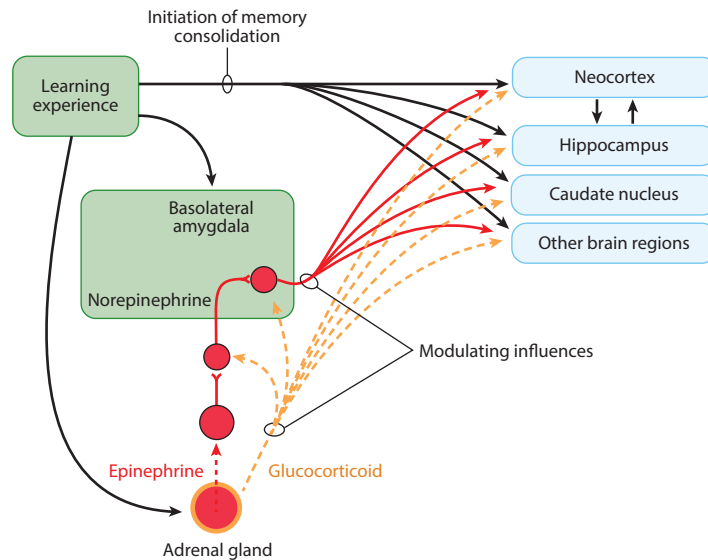 Initiation of memory
consolidation
Learning
experience
Neocortex
Hippocampus
Caudate nucleus
Other brain regions
Basolateral
amygdala
Norepinephrine
Modulating influences
Epinephrine
Glucocorticoid
Adrenal gland